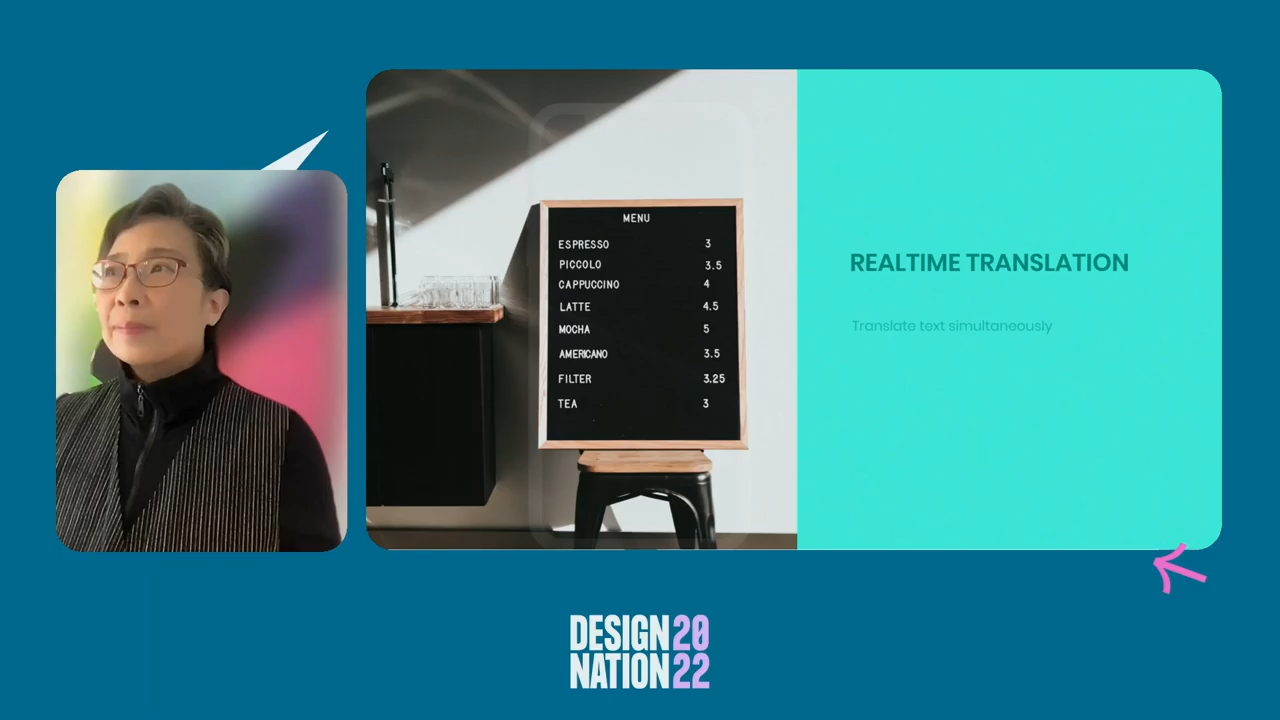 MENU
ESPRESSO 3
PICCOLO 3.5
CAPPUCCINO 4
LATTE 4.5
MOCHA 5
AMERICANO 3.5
FILTER 3.25
TEA 3
REALTIME TRANSLATION
Translate text simultaneously
DESIGN 20
NATION 22